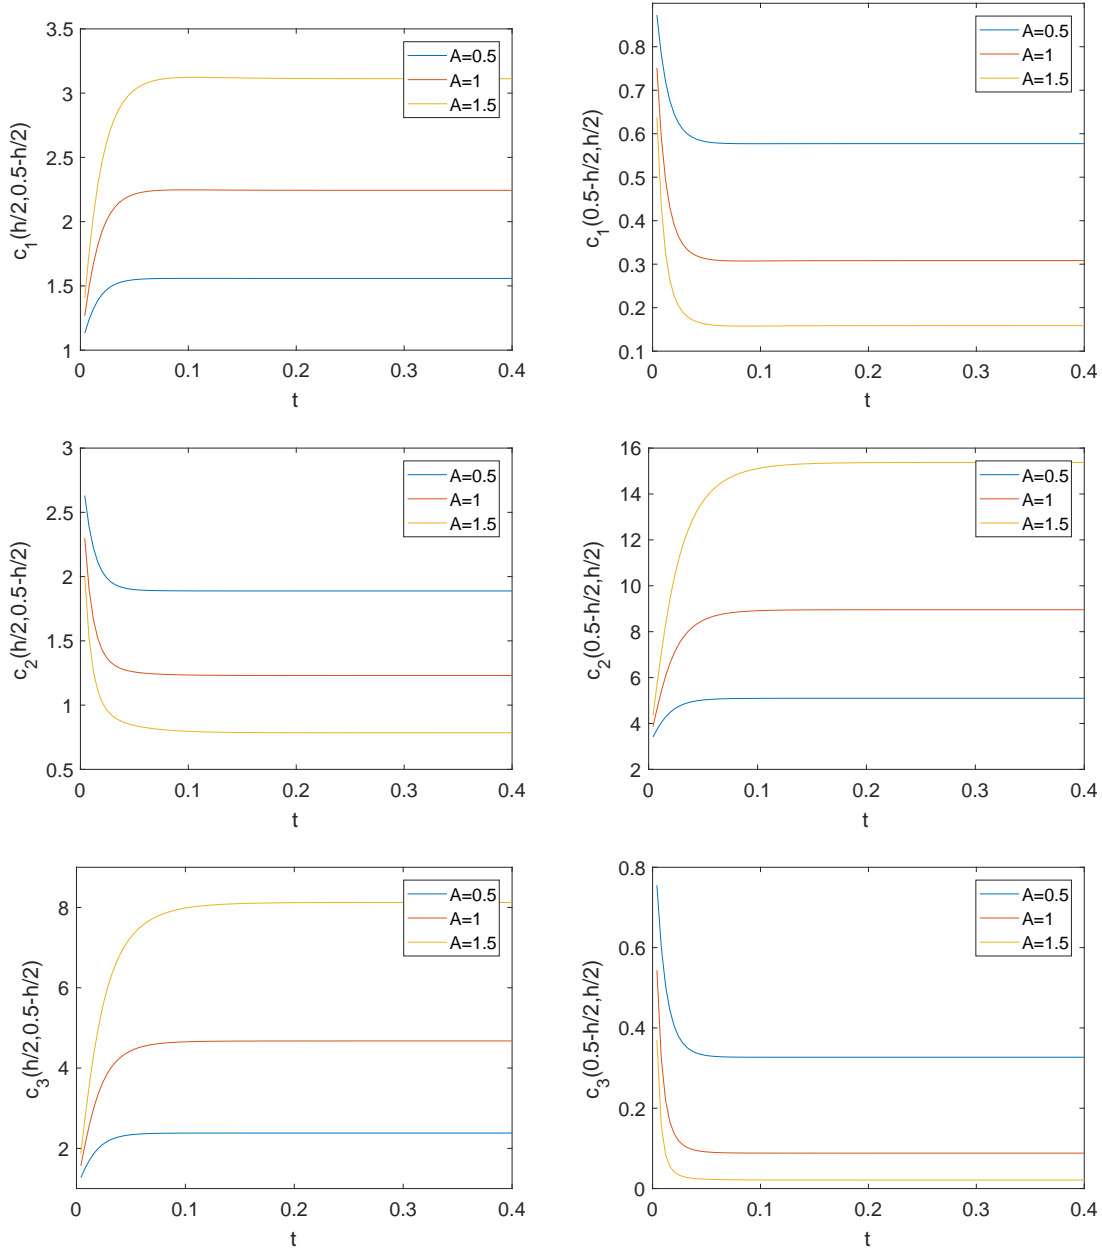 c1(h/2,0.5-h/2)
3.5
3
2.5
2
1.5
1
0
0.1
0.2
0.3
0.4
t
A=0.5
A=1
A=1.5
c1(0.5-h/2,h/2)
0.9
0.8
0.7
0.6
0.5
0.4
0.3
0.2
0.1
0
0.1
0.2
0.3
0.4
t
A=0.5
A=1
A=1.5
c2(h/2,0.5-h/2)
3
2.5
2
1.5
1
0.5
0
0.1
0.2
0.3
0.4
t
A=0.5
A=1
A=1.5
c2(0.5-h/2,h/2)
16
14
12
10
8
6
4
2
0
0.1
0.2
0.3
0.4
t
A=0.5
A=1
A=1.5
c3(h/2,0.5-h/2)
8
6
4
2
0
0.1
0.2
0.3
0.4
t
A=0.5
A=1
A=1.5
c3(0.5-h/2,h/2)
0.8
0.6
0.4
0.2
0
0
0.1
0.2
0.3
0.4
t
A=0.5
A=1
A=1.5